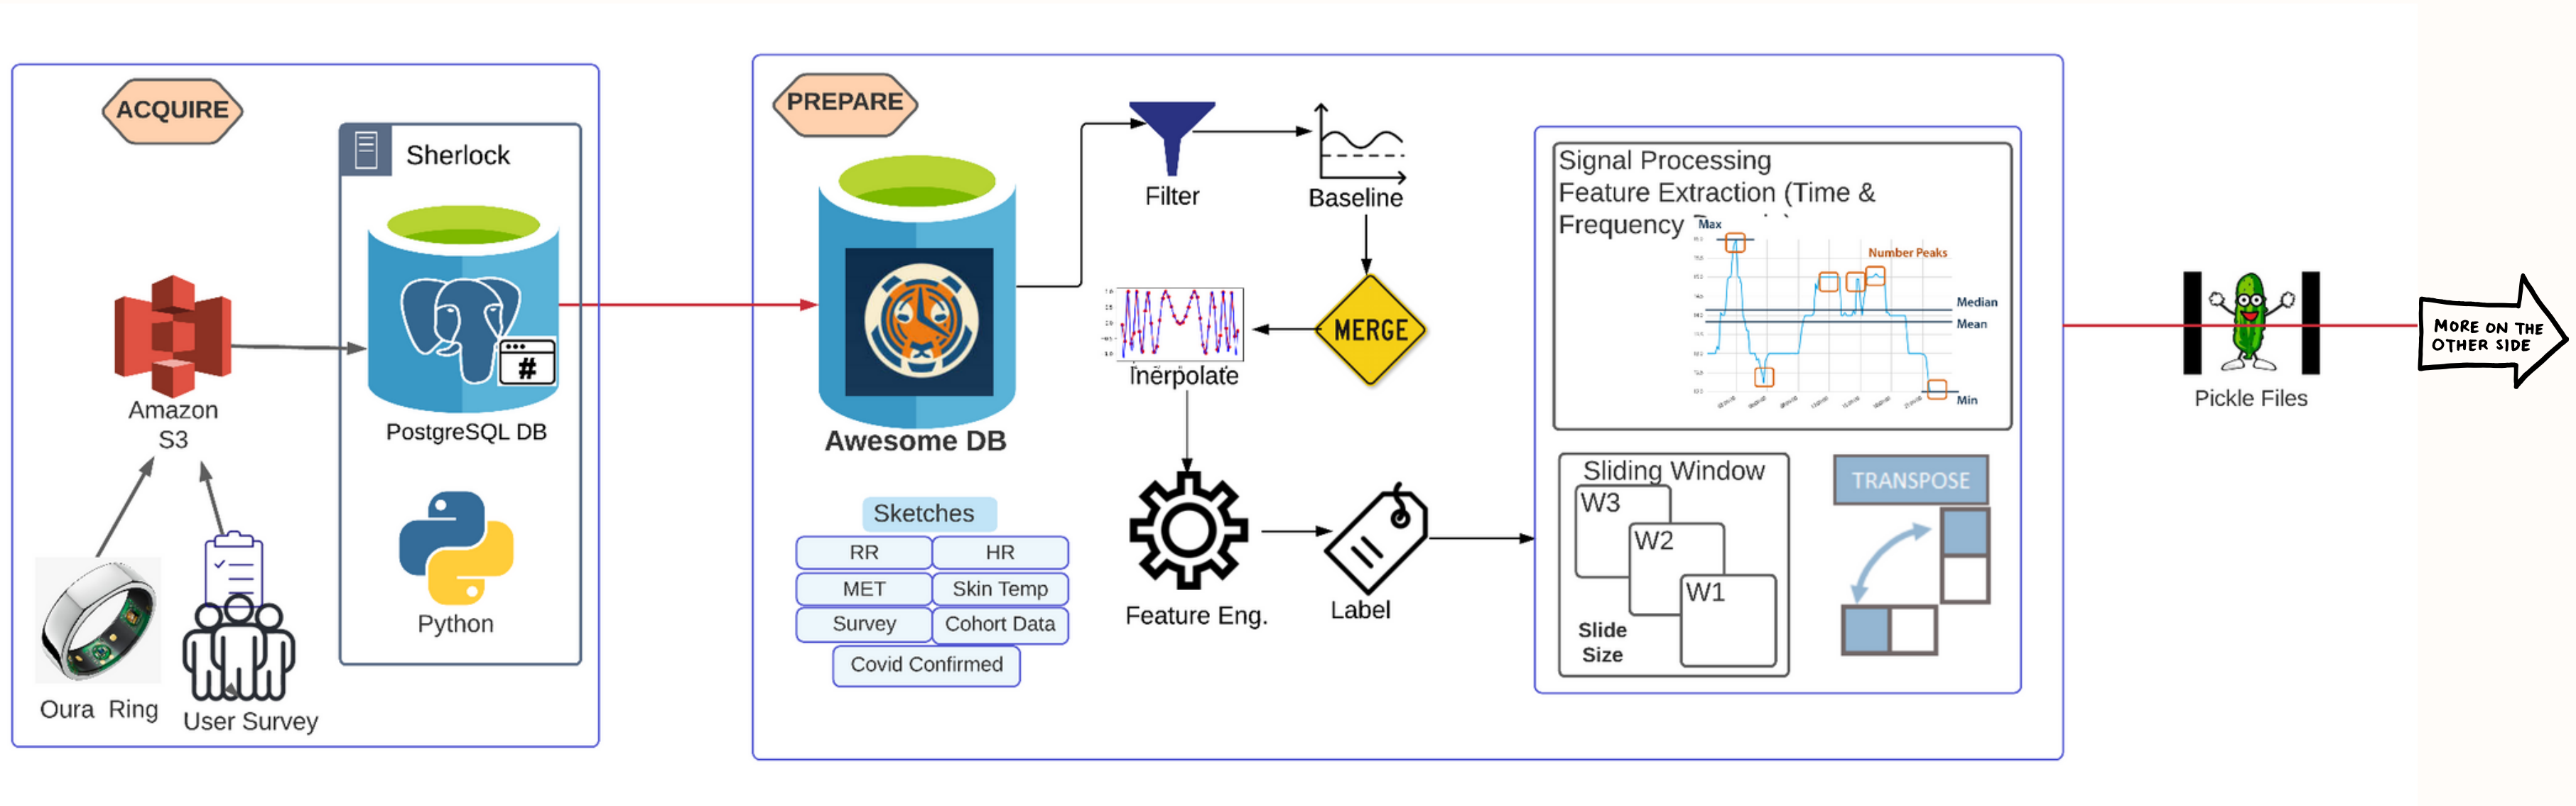 ACQUIRE
Sherlock
PostgreSQL DB
#
Python
Amazon
S3
Oura Ring
User Survey
PREPARE
Awesome DB
Sketches
RR
HR
MET
Skin Temp
Survey
Cohort Data
Covid Confirmed
Filter
Baseline
MERGE
Inerpolate
Feature Eng.
Label
Signal Processing
Feature Extraction (Time &
Frequency
Max
Number Peaks
Median
Mean
Min
Sliding Window
W3
W2
W1
Slide
Size
TRANSPOSE
Pickle Files
MORE ON THE
OTHER SIDE